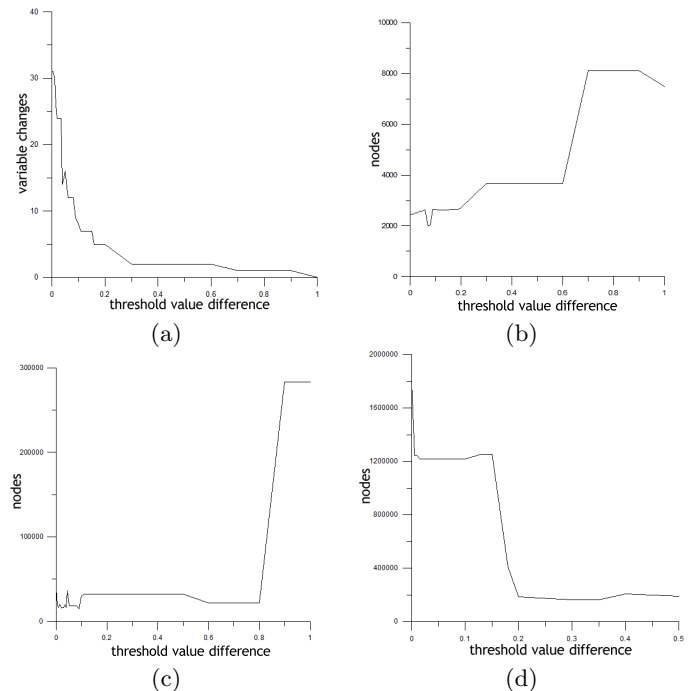 40
30
20
10
0
variable changes
0 0.2 0.4 0.6 0.8 1
threshold value difference
(a)
10000
8000
6000
4000
2000
0
nodes
0 0.2 0.4 0.6 0.8 1
threshold value difference
(b)
300000
200000
100000
0
nodes
0 0.2 0.4 0.6 0.8 1
threshold value difference
(c)
2000000
1600000
1200000
800000
400000
0
nodes
0 0.1 0.2 0.3 0.4 0.5
threshold value difference
(d)